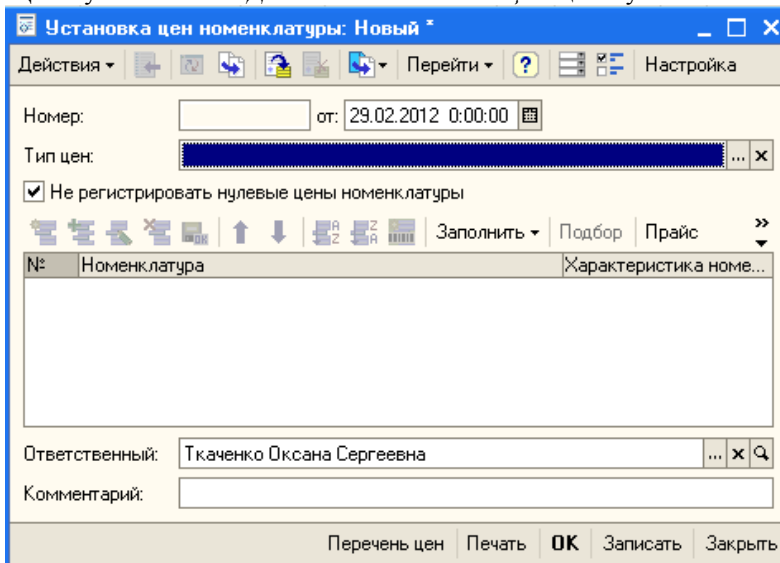 Установка цен номенклатуры: Новый *
Действия Перейти ? Настройка
Номер: от: 29.02.2012 0:00:00
Тип цен: ... x
Не регистрировать нулевые цены номенклатуры
Заполнить Подбор Прайс »
№ Номенклатура Характеристика номе...
Ответственный: Ткаченко Оксана Сергеевна ... x
Комментарий:
Перечень цен Печать OK Записать Закрыть